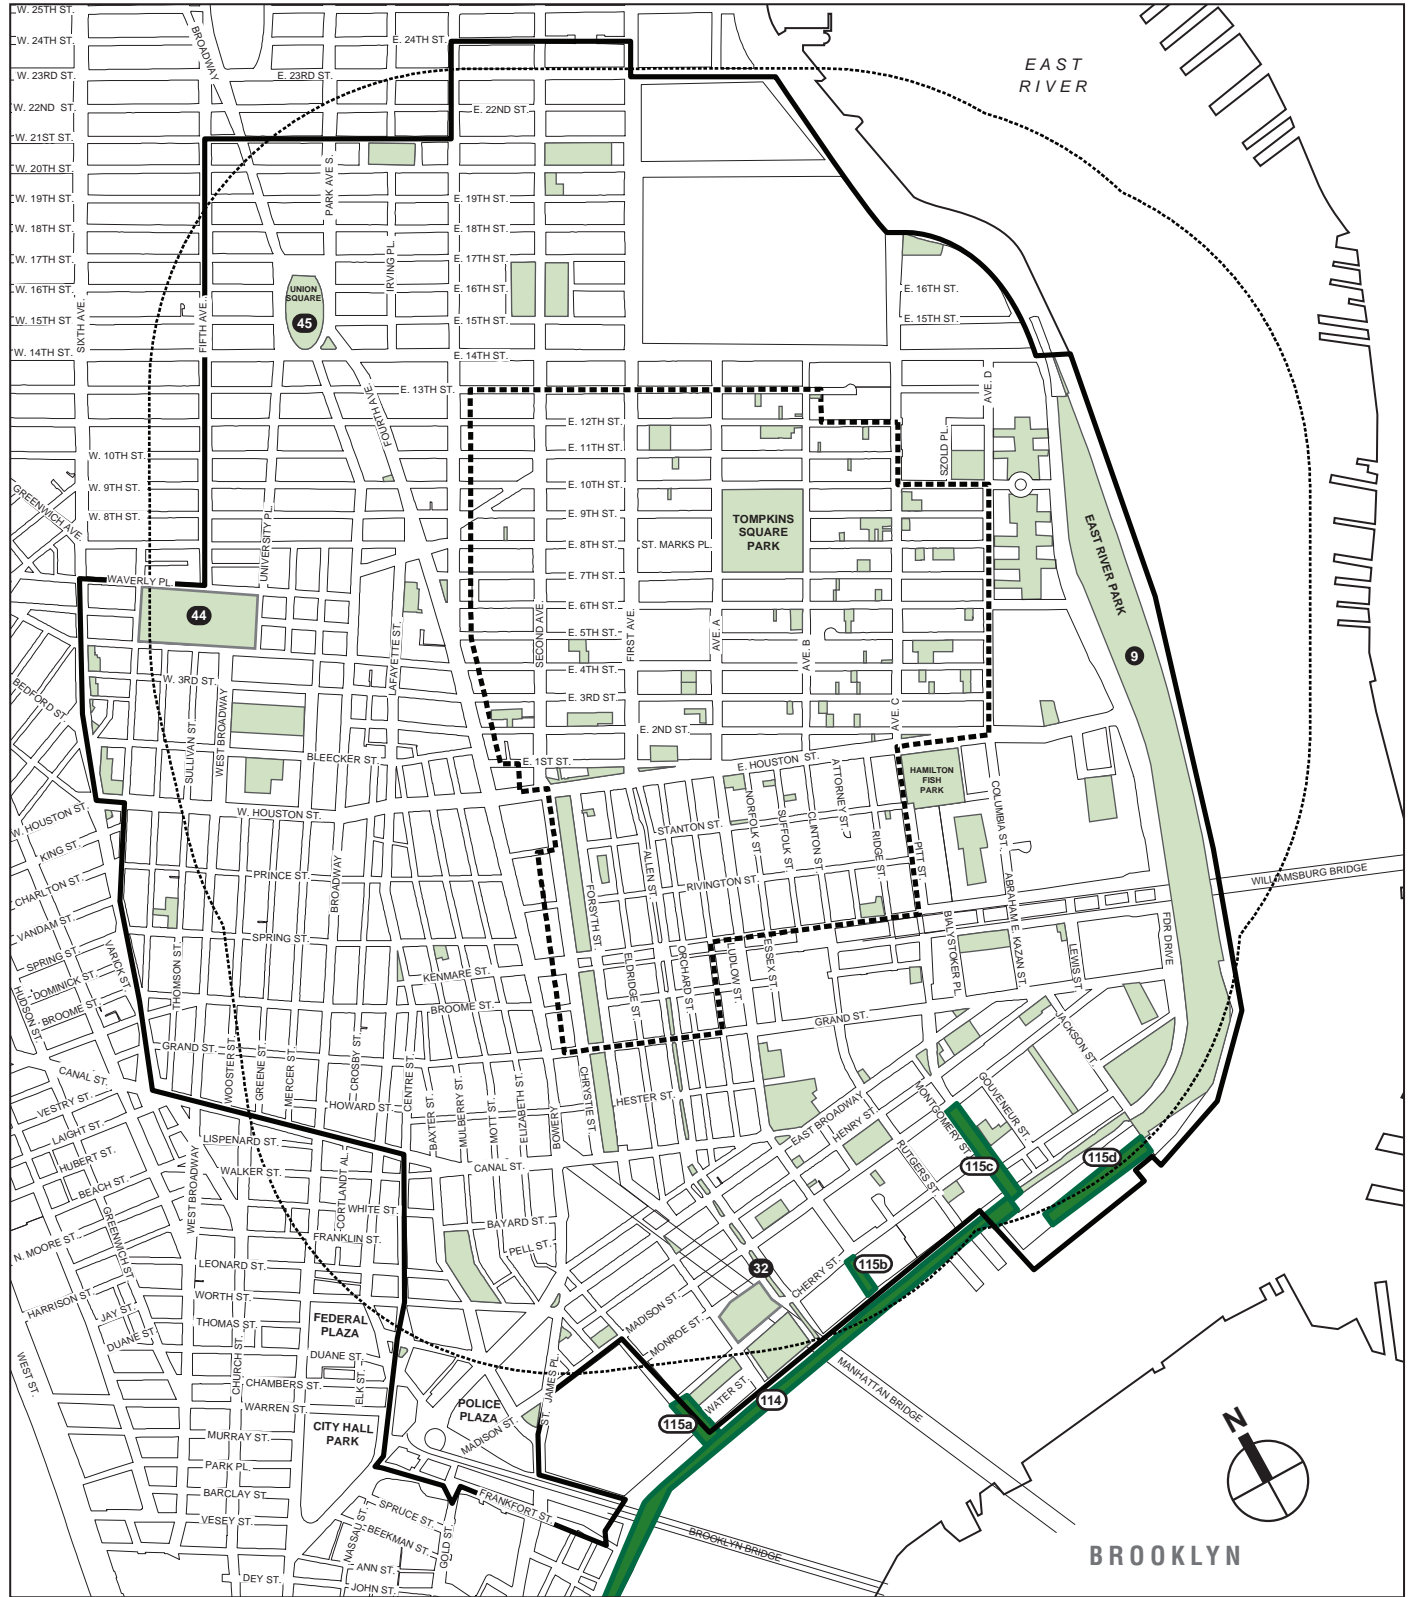 W. 25TH ST.
W. 24TH ST.
W. 23RD ST.
W. 22ND ST.
W. 21ST ST.
W. 20TH ST.
W. 19TH ST.
W. 18TH ST.
W. 17TH ST.
W. 16TH ST.
W. 15TH ST
W. 14TH ST.
W. 10TH ST.
W. 9TH ST.
W. 8TH ST.
BROADWAY
E. 24TH ST.
E. 23RD ST.
E. 22ND ST.
PARK AVE S.
E. 19TH ST.
E. 18TH ST.
E. 17TH ST.
E. 16TH ST.
E. 15TH ST.
E. 14TH ST.
E. 13TH ST.
E. 12TH ST.
E. 11TH ST.
E. 10TH ST.
E. 9TH ST.
E. 8TH ST.
ST. MARKS PL.
E. 7TH ST.
E. 6TH ST.
E. 5TH ST.
E. 4TH ST.
E. 3RD ST.
E. 2ND ST.
E. 1ST ST.
E. 16TH ST.
E. 15TH ST.
EAST
RIVER
IRVING PL.
UNION
SQUARE
45
SIXTH AVE.
FIFTH AVE.
FOURTH AVE.
UNIVERSITY PL.
GREENWICH AVE.
WAVERLY PL.
44
LAFAYETTE ST.
SECOND AVE.
FIRST AVE.
AVE. A
AVE. B
AVE. C
AVE. D
SZOLD PL.
TOMPKINS
SQUARE
PARK
EAST RIVER PARK
9
BEDFORD ST.
W. 3RD ST.
SULLIVAN ST.
WEST BROADWAY
BLEECKER ST.
W. HOUSTON ST.
W. HOUSTON ST.
E. HOUSTON ST.
HAMILTON
FISH
PARK
KING ST.
CHARLTON ST.
VANDAM ST.
SPRING ST.
DOMINICK ST.
BROOME ST.
HUDSON ST.
VARICK ST.
PRINCE ST.
BROADWAY
SPRING ST.
THOMSON ST.
KENMARE ST.
BROOME ST.
STANTON ST.
RIVINGTON ST.
ALLEN ST.
FORSYTH ST.
ELDRIDGE ST.
ORCHARD ST.
LUDLOW ST.
ESSEX ST.
NORFOLK ST.
SUFFOLK ST.
CLINTON ST.
ATTORNEY ST.
RIDGE ST.
PITT ST.
COLUMBIA ST.
ABRAHAM E. KAZAN ST.
BIALYSTOKER PL.
LEWIS ST.
FDR DRIVE
WILLIAMSBURG BRIDGE
GRAND ST.
JACKSON ST.
GRAND ST.
WOOSTER ST.
GREENE ST.
MERCER ST.
CROSBY ST.
HOWARD ST.
CENTRE ST.
BAXTER ST.
MULBERRY ST.
MOTT ST.
ELIZABETH ST.
BOWERY
CHRYSTIE ST.
HESTER ST.
EAST BROADWAY
HENRY ST.
RUTGERS ST.
MONTGOMERY ST.
GOUVENEUR ST.
115c
115d
CANAL ST.
VESTRY ST.
LAIGHT ST.
HUBERT ST.
BEACH ST.
N. MOORE ST.
HARRISON ST.
JAY ST.
DUANE ST.
GREENWICH ST.
WEST ST.
WEST BROADWAY
LISPENARD ST.
WALKER ST.
CORTLANDT AL.
WHITE ST.
FRANKLIN ST.
LEONARD ST.
WORTH ST.
THOMAS ST.
FEDERAL
PLAZA
DUANE ST.
CHURCH ST.
CHAMBERS ST.
ELK ST.
WARREN ST.
MURRAY ST.
PARK PL.
BARCLAY ST.
VESEY ST.
DEY ST.
CITY HALL
PARK
CANAL ST.
BAYARD ST.
PELL ST.
32
CHERRY ST.
115b
MADISON ST.
MONROE ST.
WATER ST.
115a
114
MANHATTAN BRIDGE
ST. JAMES PL.
POLICE
PLAZA
MADISON ST.
FRANKFORT ST.
SPRUCE ST.
BEEKMAN ST.
NASSAU ST.
GOLD ST.
ANN ST.
JOHN ST.
BROOKLYN BRIDGE
N
BROOKLYN